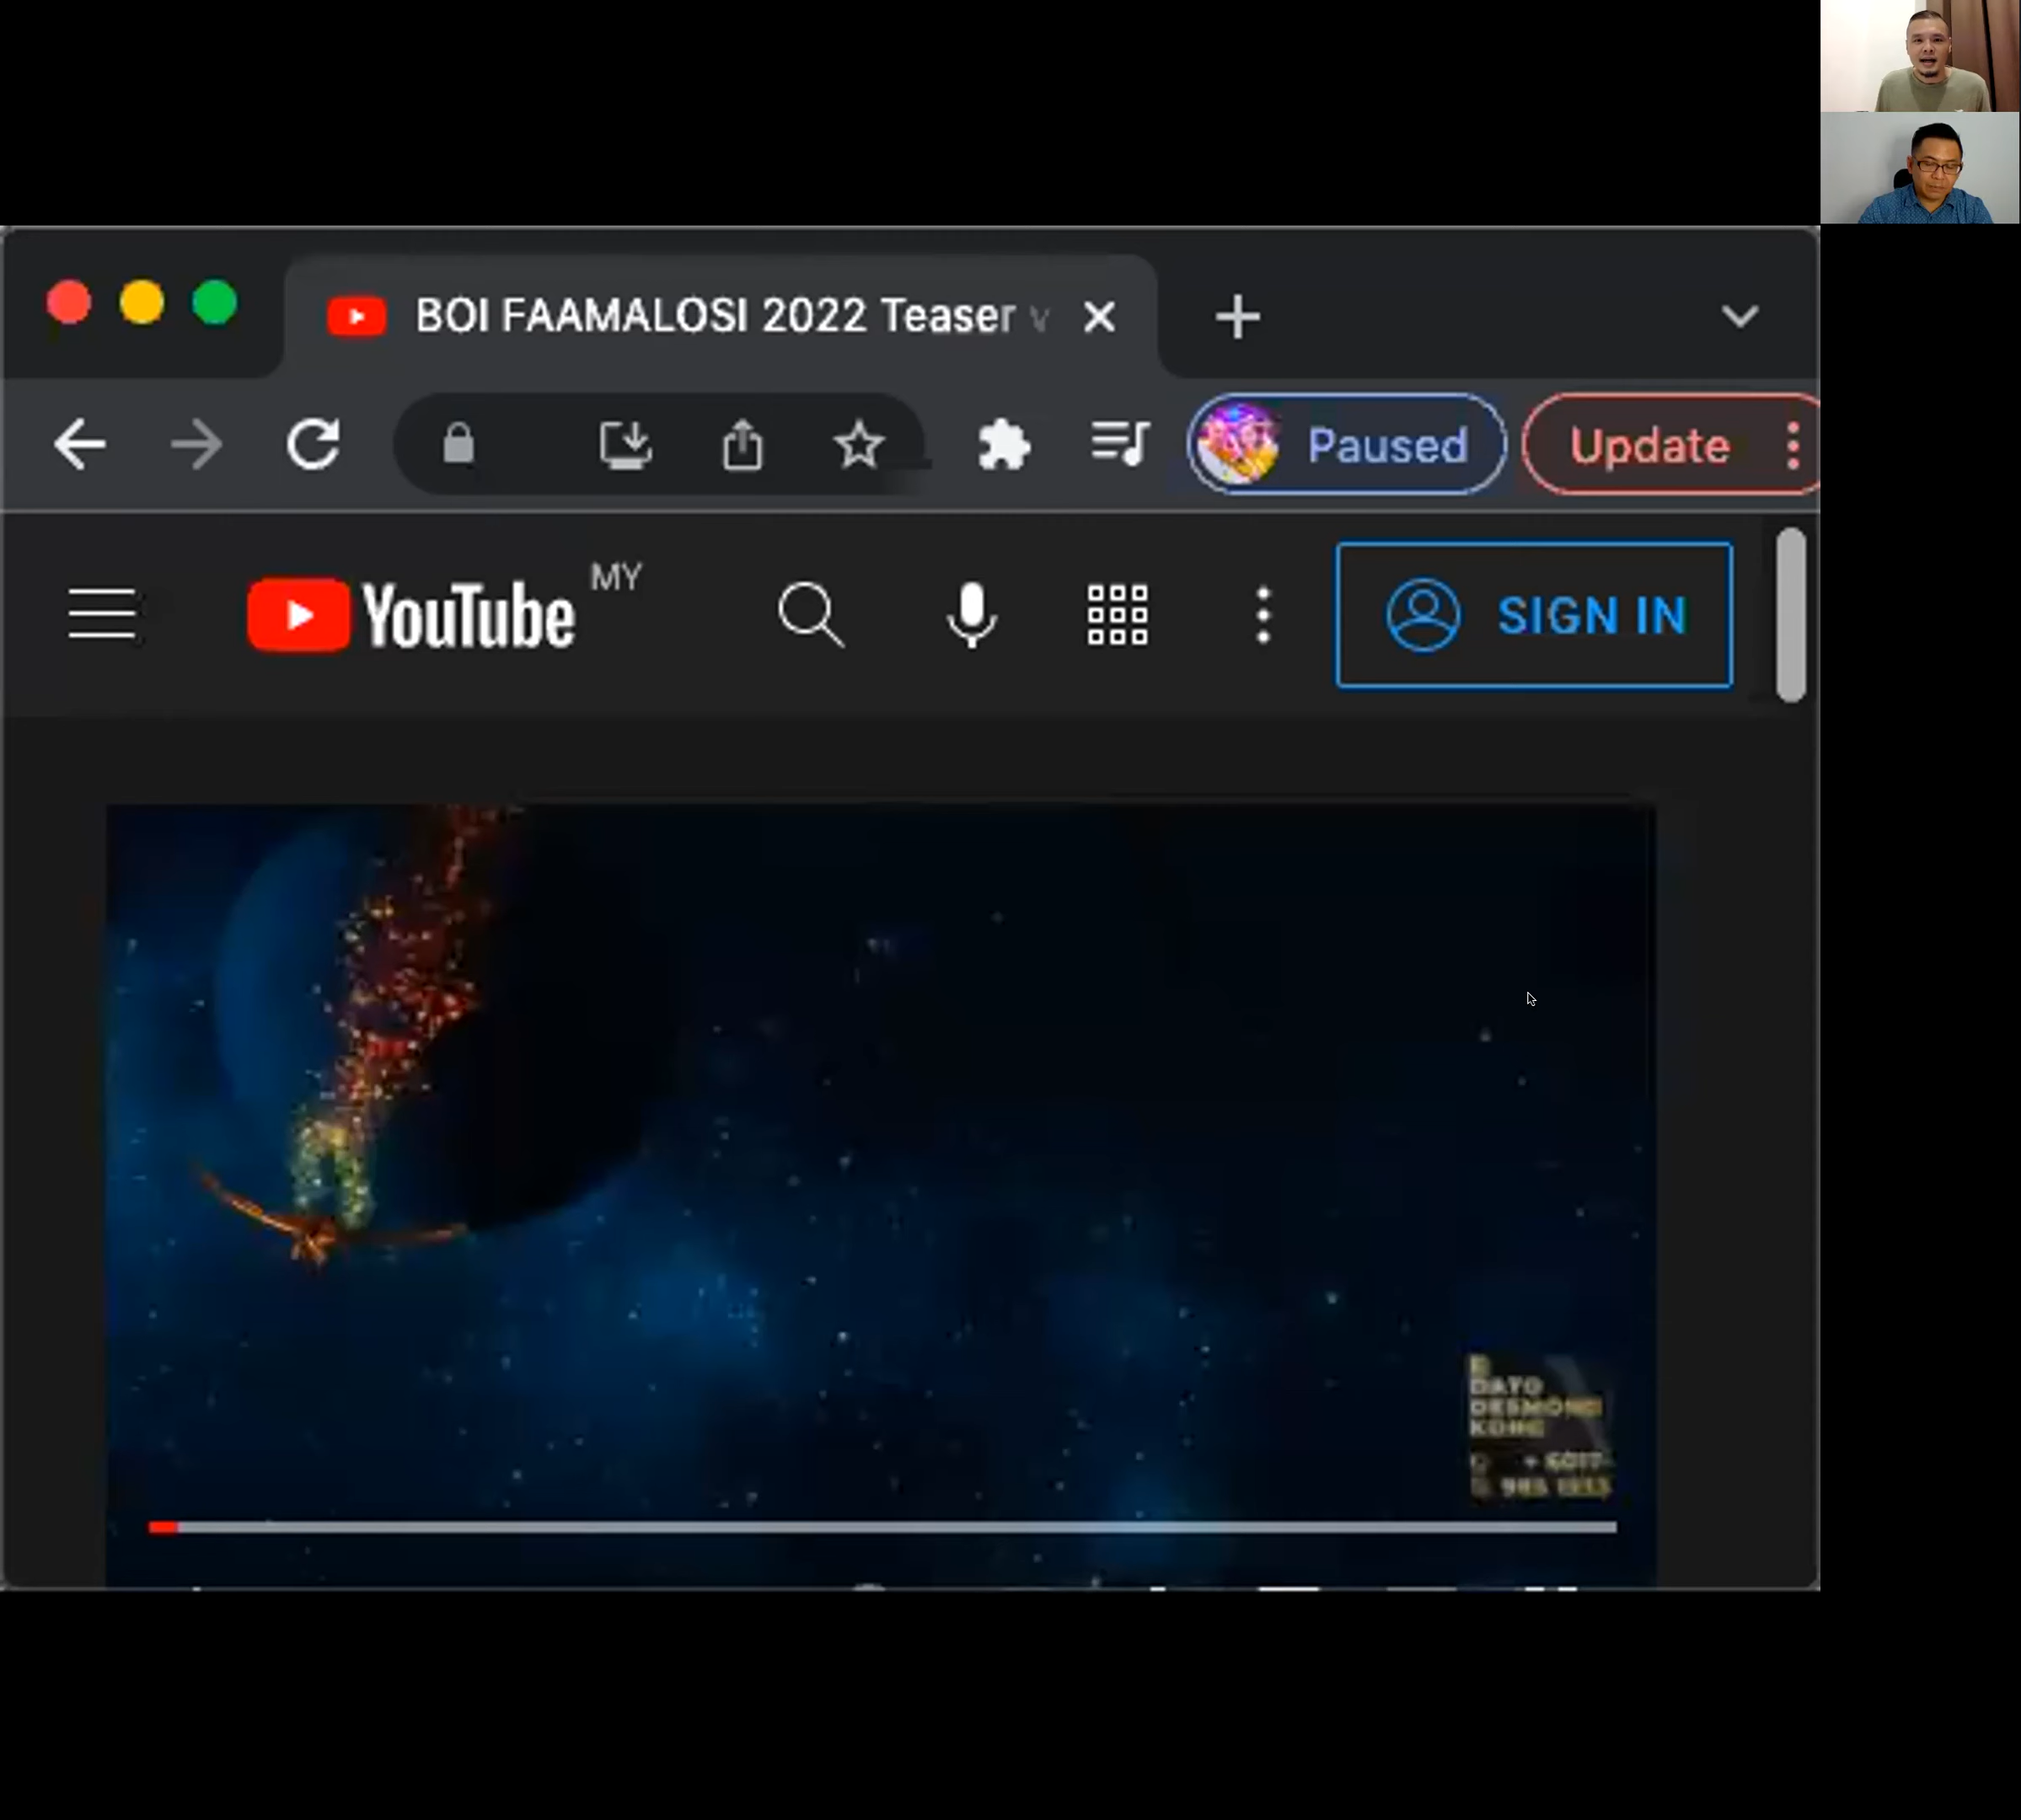 BOI FAAMALOSI 2022 Teaser v
Paused
Update
YouTube MY
SIGN IN
DATO
DESMOND
KONG